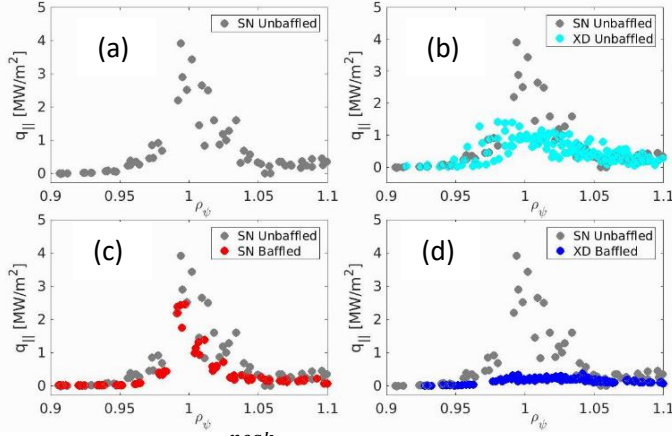 (a)
SN Unbaffled
q|| [MW/m²]
5
4
3
2
1
0
0.9
0.95
1
1.05
1.1
ρψ
(b)
SN Unbaffled
XD Unbaffled
q|| [MW/m²]
5
4
3
2
1
0
0.9
0.95
1
1.05
1.1
ρψ
(c)
SN Unbaffled
SN Baffled
q|| [MW/m²]
5
4
3
2
1
0
0.9
0.95
1
1.05
1.1
ρψ
(d)
SN Unbaffled
XD Baffled
q|| [MW/m²]
5
4
3
2
1
0
0.9
0.95
1
1.05
1.1
ρψ